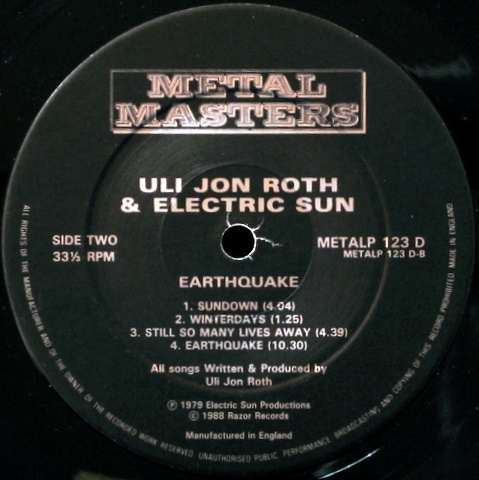 METAL
MASTERS
ULI JON ROTH
& ELECTRIC SUN
SIDE TWO
33⅓ RPM
METALP 123 D
METALP 123 D-B
EARTHQUAKE
1. SUNDOWN (4.04)
2. WINTERDAYS (1.25)
3. STILL SO MANY LIVES AWAY (4.39)
4. EARTHQUAKE (10.30)
All songs Written & Produced by
Uli Jon Roth
℗ 1979 Electric Sun Productions
© 1988 Razor Records
Manufactured in England
ALL RIGHTS OF THE MANUFACTURER AND OF THE OWNER OF THE RECORDED WORK RESERVED UNAUTHORISED PUBLIC PERFORMANCE, BROADCASTING AND COPYING OF THIS RECORD PROHIBITED MADE IN ENGLAND